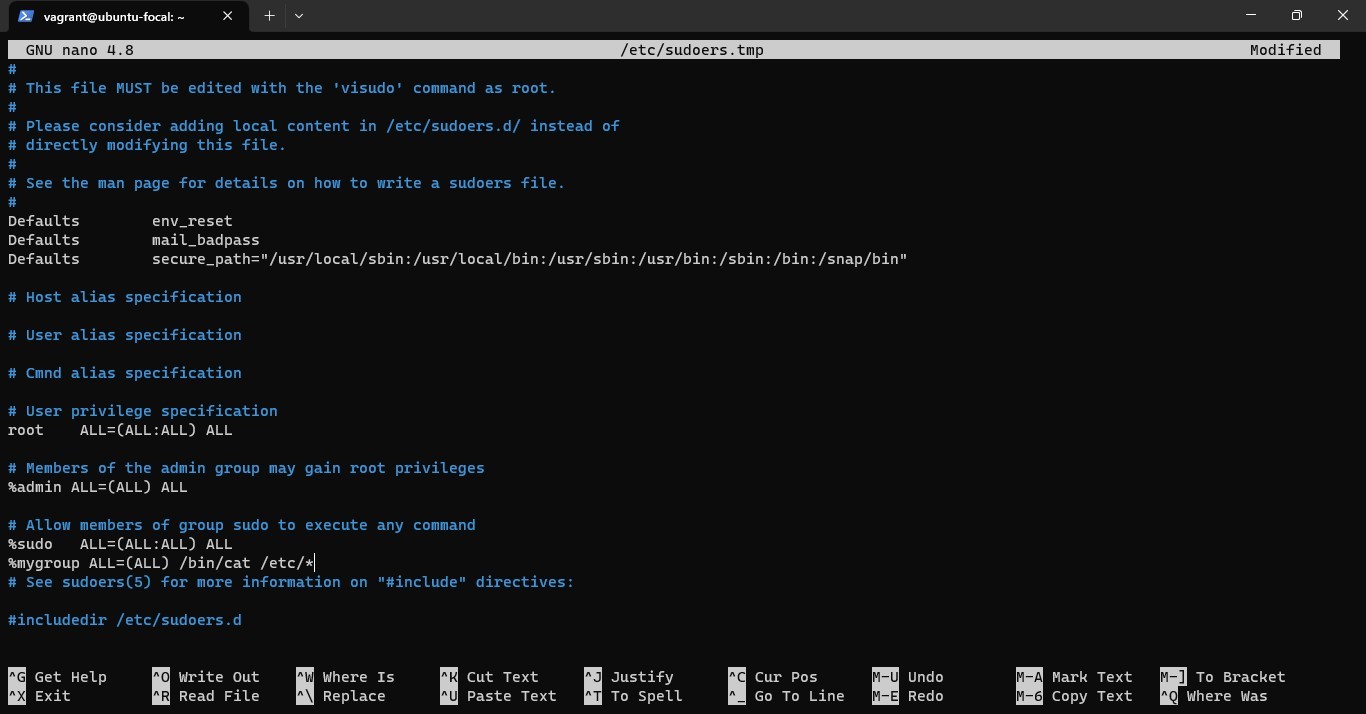 vagrant@ubuntu-focal: ~
GNU nano 4.8 /etc/sudoers.tmp Modified
#
# This file MUST be edited with the 'visudo' command as root.
#
# Please consider adding local content in /etc/sudoers.d/ instead of
# directly modifying this file.
#
# See the man page for details on how to write a sudoers file.
#
Defaults        env_reset
Defaults        mail_badpass
Defaults        secure_path="/usr/local/sbin:/usr/local/bin:/usr/sbin:/usr/bin:/sbin:/bin:/snap/bin"
# Host alias specification
# User alias specification
# Cmnd alias specification
# User privilege specification
root    ALL=(ALL:ALL) ALL
# Members of the admin group may gain root privileges
%admin ALL=(ALL) ALL
# Allow members of group sudo to execute any command
%sudo   ALL=(ALL:ALL) ALL
%mygroup ALL=(ALL) /bin/cat /etc/*
# See sudoers(5) for more information on "#include" directives:
#includedir /etc/sudoers.d
^G Get Help ^O Write Out ^W Where Is ^K Cut Text ^J Justify ^C Cur Pos M-U Undo M-A Mark Text M-] To Bracket
^X Exit ^R Read File ^\ Replace ^U Paste Text ^T To Spell ^_ Go To Line M-E Redo M-6 Copy Text ^Q Where Was